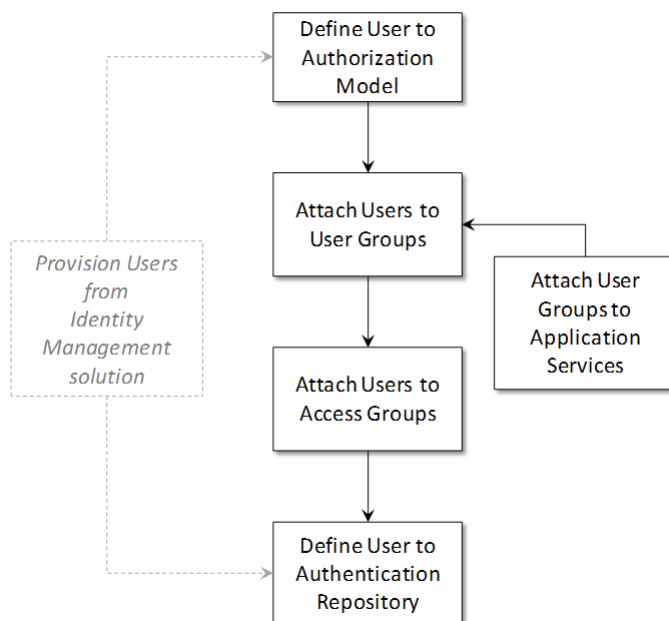 Define User to
Authorization
Model
Attach Users to
User Groups
Provision Users
from
Identity
Management
solution
Attach User
Groups to
Application
Services
Attach Users to
Access Groups
Define User to
Authentication
Repository